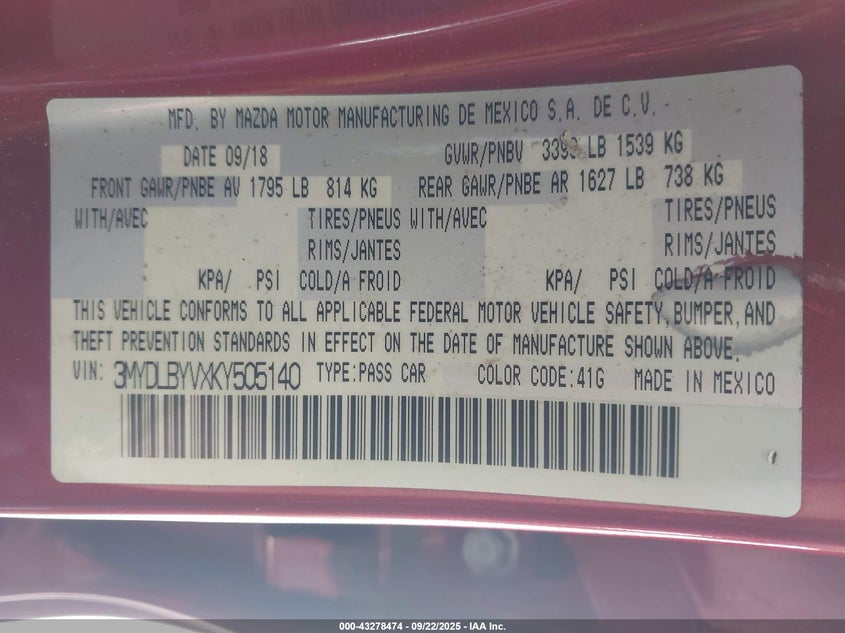 MFD. BY MAZDA MOTOR MANUFACTURING DE MEXICO S.A. DE C.V.
DATE 09/18 GVWR/PNBV 3393 LB 1539 KG
FRONT GAWR/PNBE AV 1795 LB 814 KG REAR GAWR/PNBE AR 1627 LB 738 KG
WITH/AVEC TIRES/PNEUS WITH/AVEC TIRES/PNEUS
RIMS/JANTES RIMS/JANTES
KPA/ PSI COLD/A FROID KPA/ PSI COLD/A FROID
THIS VEHICLE CONFORMS TO ALL APPLICABLE FEDERAL MOTOR VEHICLE SAFETY, BUMPER, AND
THEFT PREVENTION STANDARDS IN EFFECT ON THE DATE OF MANUFACTURE SHOWN ABOVE.
VIN: 3MYDLBYVXKY505140 TYPE:PASS CAR COLOR CODE:41G MADE IN MEXICO
000-43278474 - 09/22/2025 - IAA Inc.